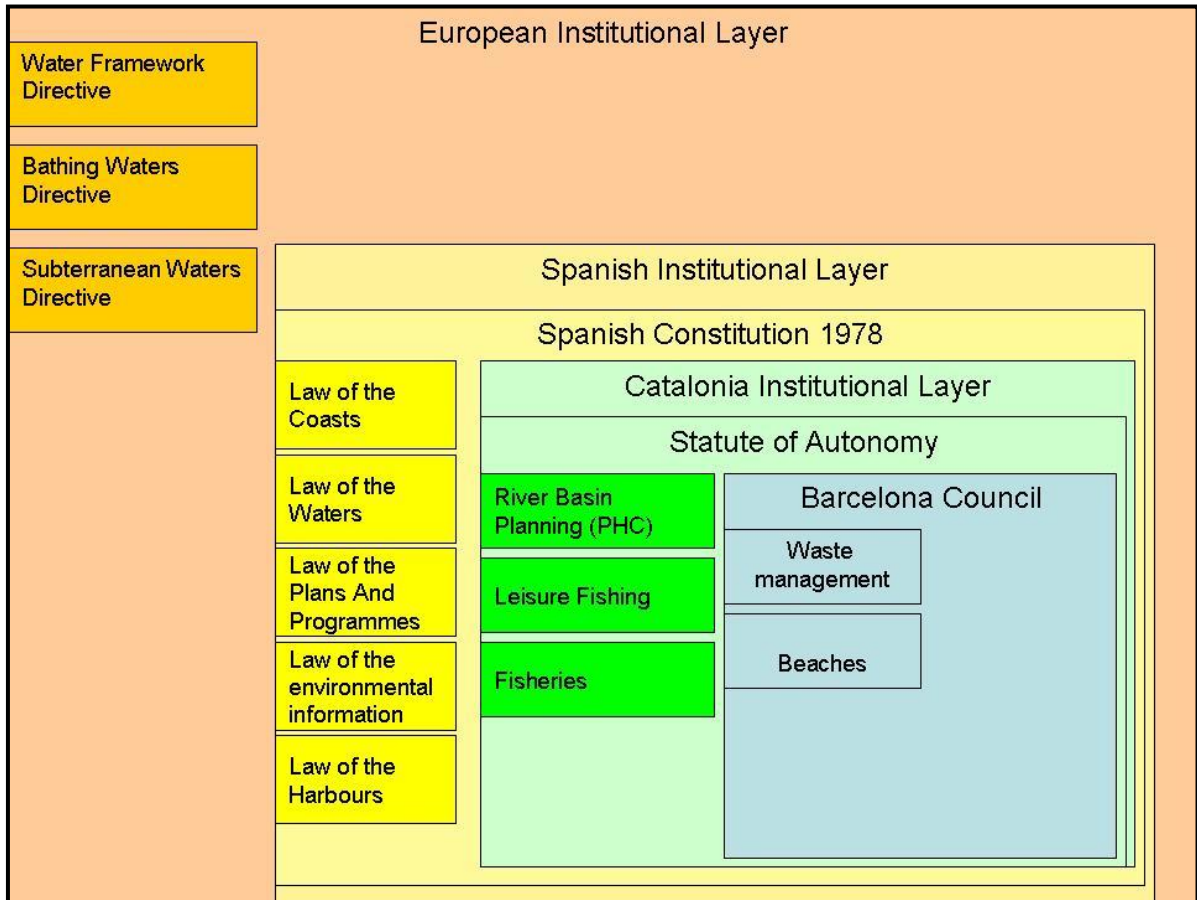 European Institutional Layer
Water Framework
Directive
Bathing Waters
Directive
Subterranean Waters
Directive
Spanish Institutional Layer
Spanish Constitution 1978
Law of the
Coasts
Law of the
Waters
Law of the
Plans And
Programmes
Law of the
environmental
information
Law of the
Harbours
Catalonia Institutional Layer
Statute of Autonomy
River Basin
Planning (PHC)
Leisure Fishing
Fisheries
Barcelona Council
Waste
management
Beaches